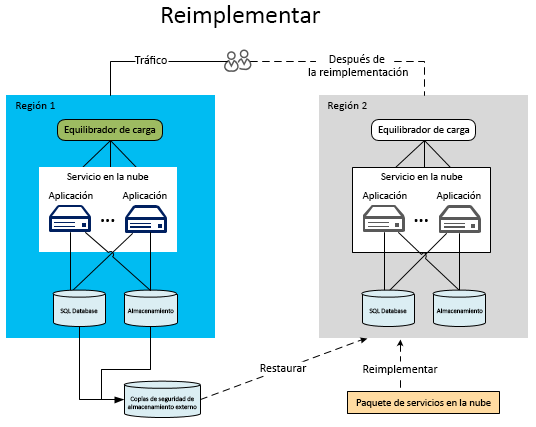 Reimplementar
Tráfico
Después de
la reimplementación
Región 1
Equilibrador de carga
Servicio en la nube
Aplicación
Aplicación
SQL Database
Almacenamiento
Región 2
Equilibrador de carga
Servicio en la nube
Aplicación
Aplicación
SQL Database
Almacenamiento
Copias de seguridad de
almacenamiento externo
Restaurar
Reimplementar
Paquete de servicios en la nube